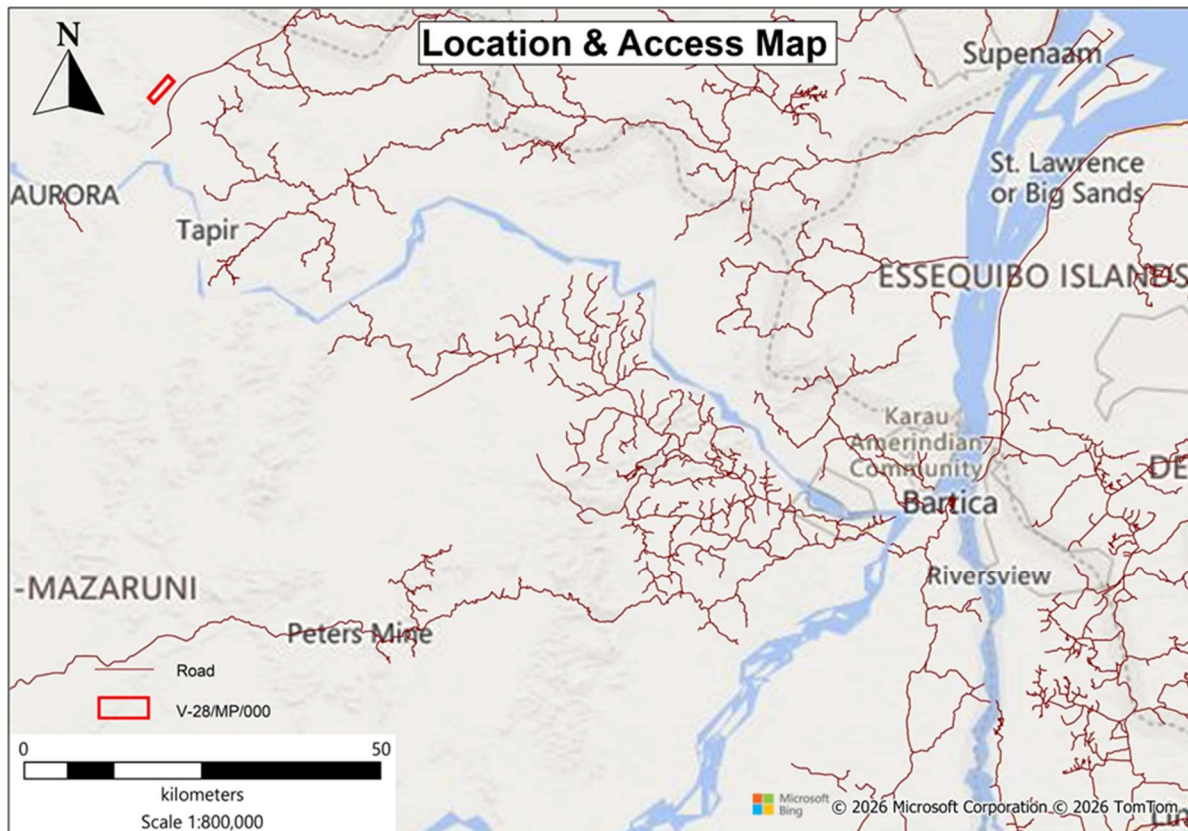 Location & Access Map
N
Supenaam
St. Lawrence
or Big Sands
AURORA
Tapir
ESSEQUIBO ISLANDS
Karau
Amerindian
Community
DE
Bartica
Riversview
-MAZARUNI
Peters Mine
Road
V-28/MP/000
0 50
kilometers
Scale 1:800,000
Microsoft
Bing
© 2026 Microsoft Corporation © 2026 TomTom